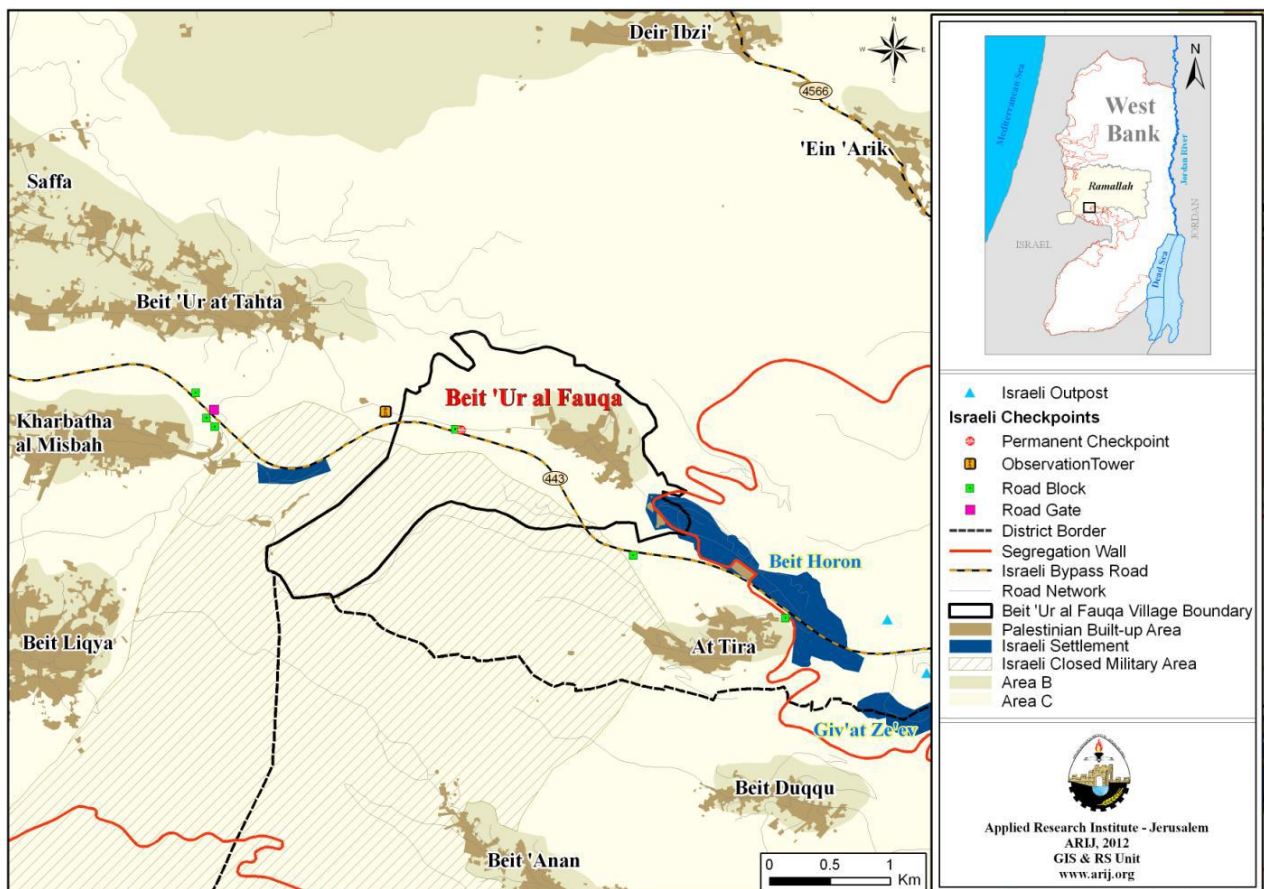 Deir Ibzi'
N
W
E
S
4566
'Ein 'Arik
Saffa
Beit 'Ur at Tahta
Beit 'Ur al Fauqa
Kharbatha
al Misbah
443
Beit Horon
Beit Liqya
At Tira
Giv'at Ze'ev
Beit Duqqu
Beit 'Anan
0 0.5 1
Km
N
Mediterranean Sea
West
Bank
Jordan River
Ramallah
ISRAEL
JORDAN
Dead Sea
Israeli Outpost
Israeli Checkpoints
Permanent Checkpoint
ObservationTower
Road Block
Road Gate
District Border
Segregation Wall
Israeli Bypass Road
Road Network
Beit 'Ur al Fauqa Village Boundary
Palestinian Built-up Area
Israeli Settlement
Israeli Closed Military Area
Area B
Area C
Applied Research Institute - Jerusalem
ARIJ, 2012
GIS & RS Unit
www.arij.org